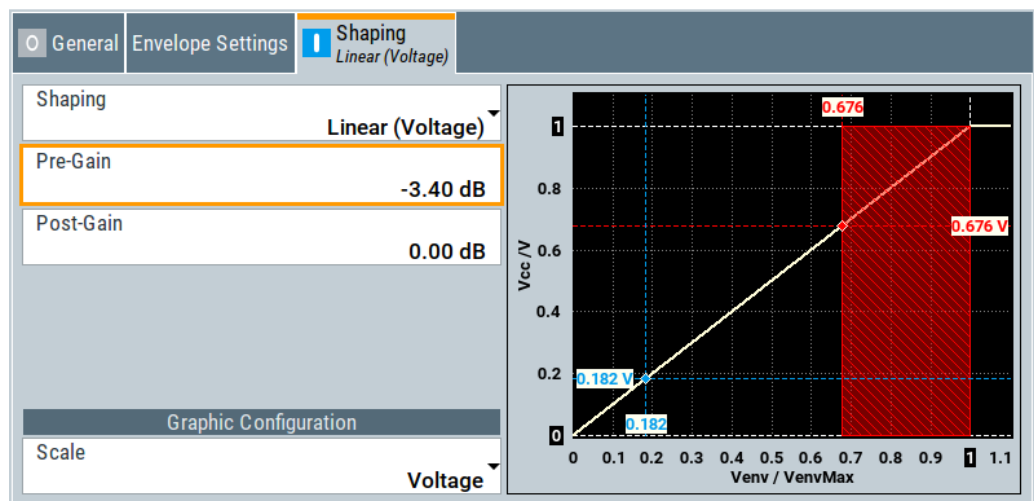 O General
Envelope Settings
I Shaping
Linear (Voltage)
Shaping
Linear (Voltage)
Pre-Gain
-3.40 dB
Post-Gain
0.00 dB
Graphic Configuration
Scale
Voltage
0.676
1
0.8
0.676 V
0.6
Vcc /V
0.4
0.2
0.182 V
0.182
0
0 0.1 0.2 0.3 0.4 0.5 0.6 0.7 0.8 0.9 1 1.1
Venv / VenvMax